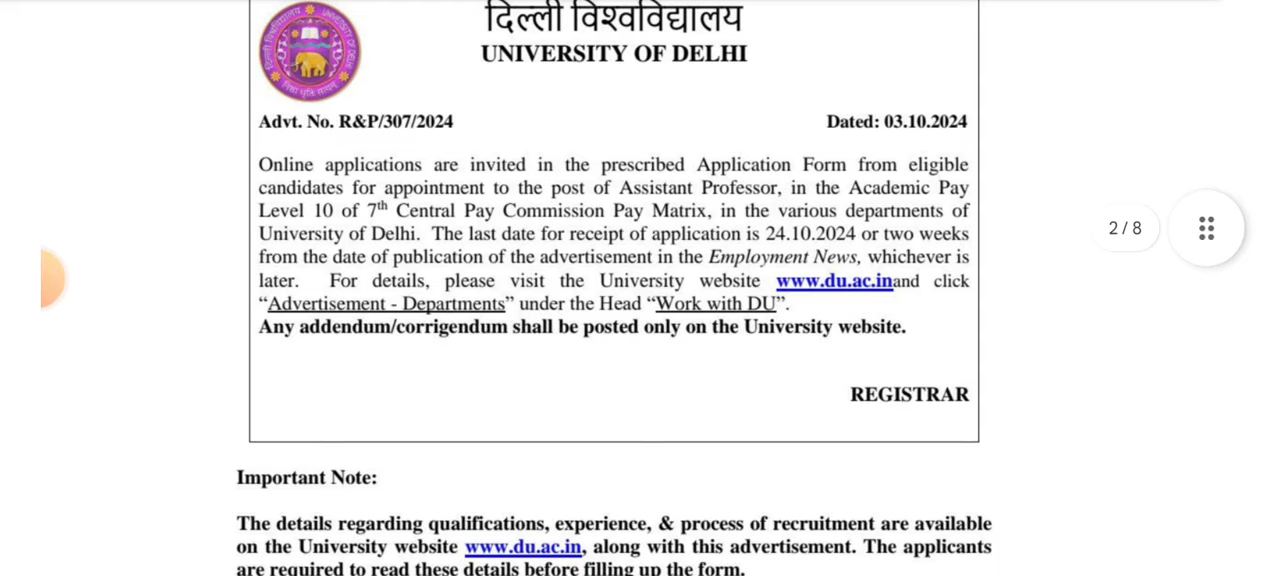 दिल्ली विश्वविद्यालय
UNIVERSITY OF DELHI
Advt. No. R&P/307/2024 Dated: 03.10.2024
Online applications are invited in the prescribed Application Form from eligible
candidates for appointment to the post of Assistant Professor, in the Academic Pay
Level 10 of 7th Central Pay Commission Pay Matrix, in the various departments of
University of Delhi. The last date for receipt of application is 24.10.2024 or two weeks
from the date of publication of the advertisement in the Employment News, whichever is
later. For details, please visit the University website www.du.ac.inand click
“Advertisement - Departments” under the Head “Work with DU”.
Any addendum/corrigendum shall be posted only on the University website.
2 / 8
REGISTRAR
Important Note:
The details regarding qualifications, experience, & process of recruitment are available
on the University website www.du.ac.in, along with this advertisement. The applicants
are required to read these details before filling up the form.